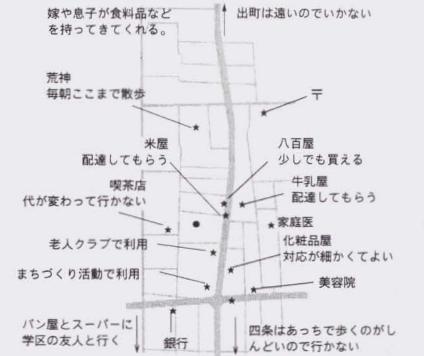 嫁や息子が食料品など
を持ってきてくれる。
出町は遠いのでいかない
荒神
毎朝ここまで散歩
〒
米屋
配達してもらう
八百屋
少しでも買える
喫茶店
代が変わって行かない
牛乳屋
配達してもらう
家庭医
老人クラブで利用
化粧品屋
対応が細かくてよい
まちづくり活動で利用
美容院
パン屋とスーパーに
学区の友人と行く
銀行
四条はあっちで歩くのがし
んどいので行かない